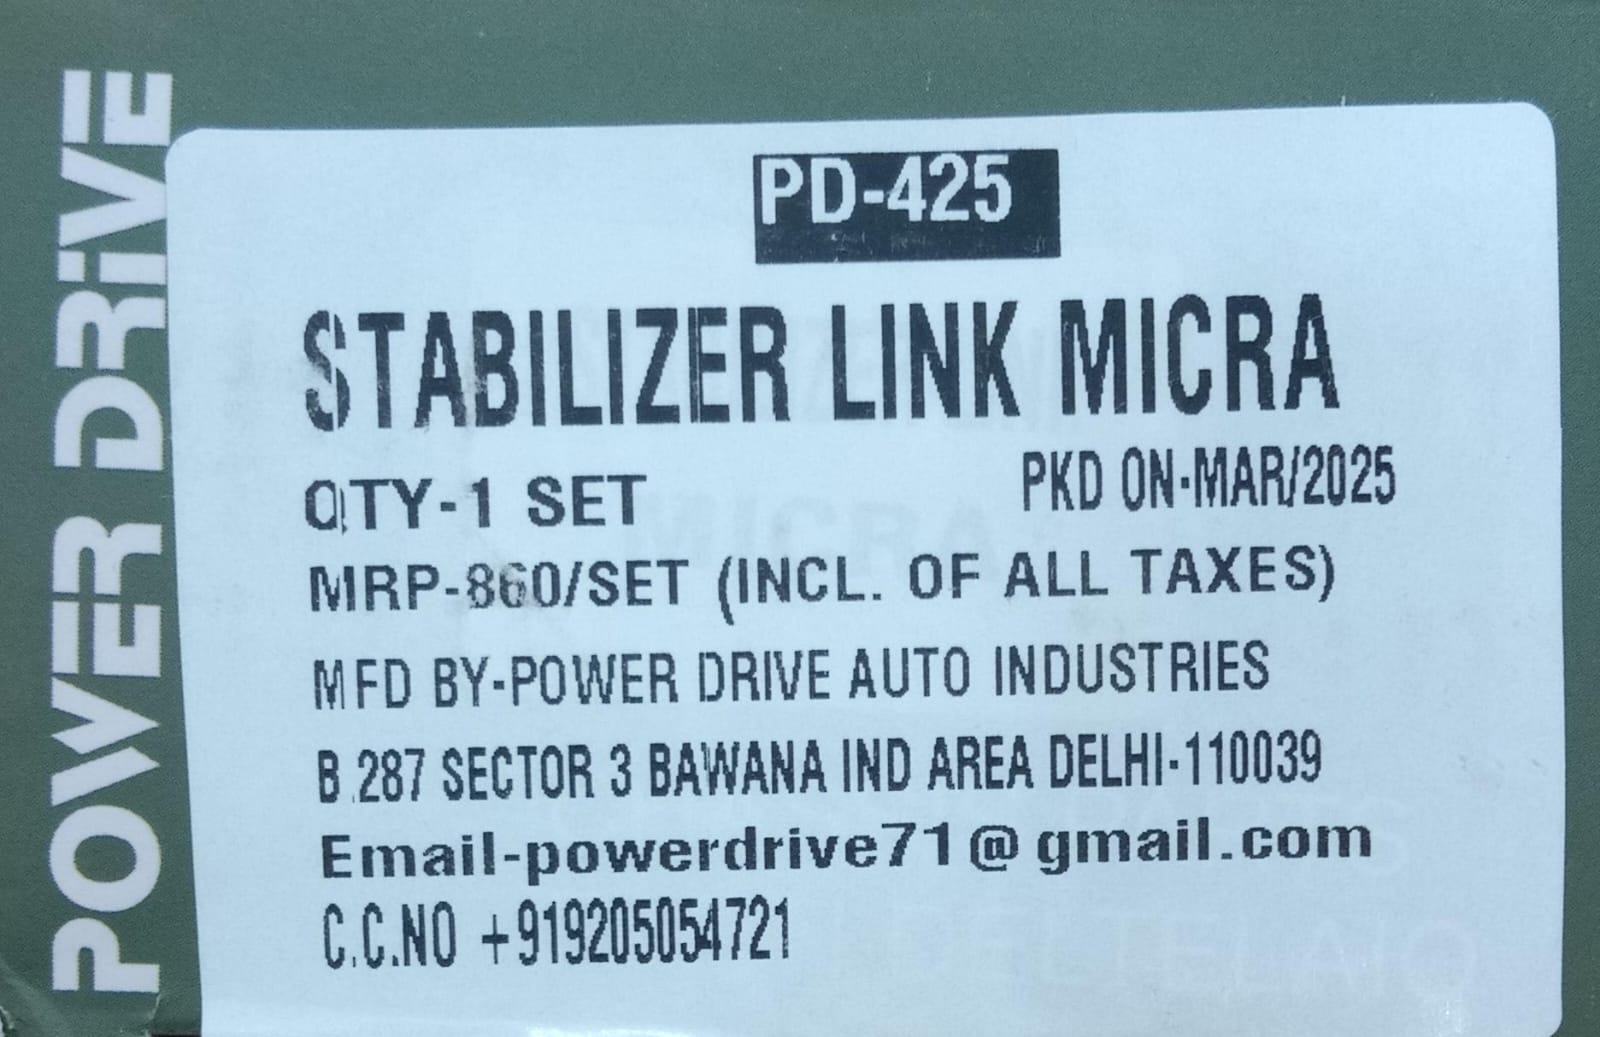 POWER DRiVE
PD-425
STABILIZER LINK MICRA
QTY-1 SET
PKD ON-MAR/2025
MRP-860/SET (INCL. OF ALL TAXES)
MFD BY-POWER DRIVE AUTO INDUSTRIES
B.287 SECTOR 3 BAWANA IND AREA DELHI-110039
Email-powerdrive71@gmail.com
C.C.NO +919205054721